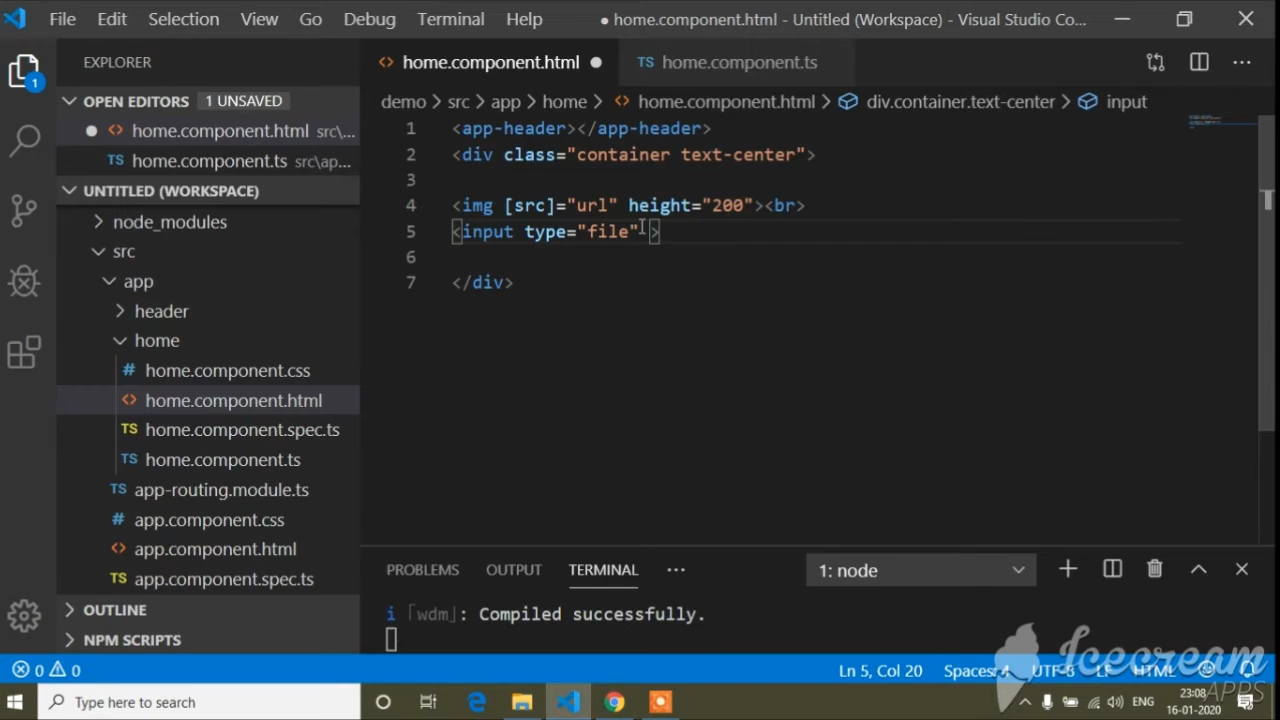 File Edit Selection View Go Debug Terminal Help ● home.component.html - Untitled (Workspace) - Visual Studio Co...
EXPLORER
OPEN EDITORS 1 UNSAVED
home.component.html src\...
TS home.component.ts src\ap...
UNTITLED (WORKSPACE)
node_modules
src
app
header
home
# home.component.css
<> home.component.html
TS home.component.spec.ts
TS home.component.ts
TS app-routing.module.ts
# app.component.css
<> app.component.html
TS app.component.spec.ts
OUTLINE
NPM SCRIPTS
1
<> home.component.html ●
TS home.component.ts
...
demo > src > app > home > <> home.component.html > div.container.text-center > input
1 <app-header></app-header>
2 <div class="container text-center">
3
4 <img [src]="url" height="200"><br>
5 <input type="file" >
6
7 </div>
PROBLEMS OUTPUT TERMINAL ... 1: node
i ｢wdm｣: Compiled successfully.
0 0 Ln 5, Col 20 Spaces: 4 UTF-8 LF HTML
Icecream
APPS
Type here to search
ENG 23:08
16-01-2020